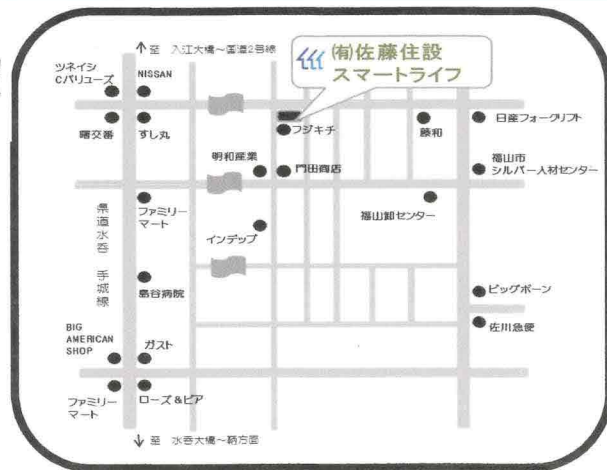 ↑至 入江大橋～国道2号線
(有)佐藤住設
スマートライフ
ツネイシ
Cバリューズ
NISSAN
曙交番
すし丸
フジキチ
藤和
日産フォークリフト
明和産業
門田商店
福山市
シルバー人材センター
ファミリー
マート
福山卸センター
インデップ
県道水呑 手城線
島谷病院
ビッグボーン
佐川急便
BIG
AMERICAN
SHOP
ガスト
ファミリー
マート
ローズ&ピア
↓至 水呑大橋～鞆方面